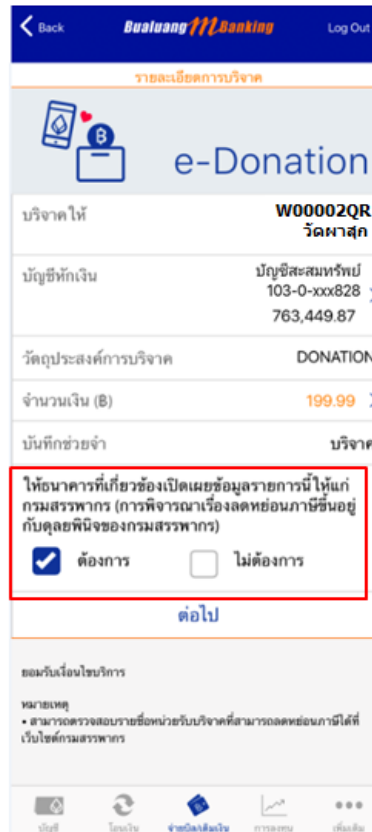 Back Bualuang mBanking Log Out
รายละเอียดการบริจาค
e-Donation
บริจาคให้ W00002QR
วัดผาสุก
บัญชีหักเงิน บัญชีสะสมทรัพย์
103-0-xxx828
763,449.87
วัตถุประสงค์การบริจาค DONATION
จำนวนเงิน (฿) 199.99
บันทึกช่วยจำ บริจาค
ให้ธนาคารที่เกี่ยวข้องเปิดเผยข้อมูลรายการนี้ให้แก่
กรมสรรพากร (การพิจารณาเรื่องลดหย่อนภาษีขึ้นอยู่
กับดุลยพินิจของกรมสรรพากร)
ต้องการ ไม่ต้องการ
ต่อไป
ยอมรับเงื่อนไขบริการ
หมายเหตุ
• สามารถตรวจสอบรายชื่อหน่วยรับบริจาคที่สามารถลดหย่อนภาษีได้ที่
เว็บไซต์กรมสรรพากร
บัญชี โอนเงิน จ่ายบิล/เติมเงิน การลงทุน เพิ่มเติม